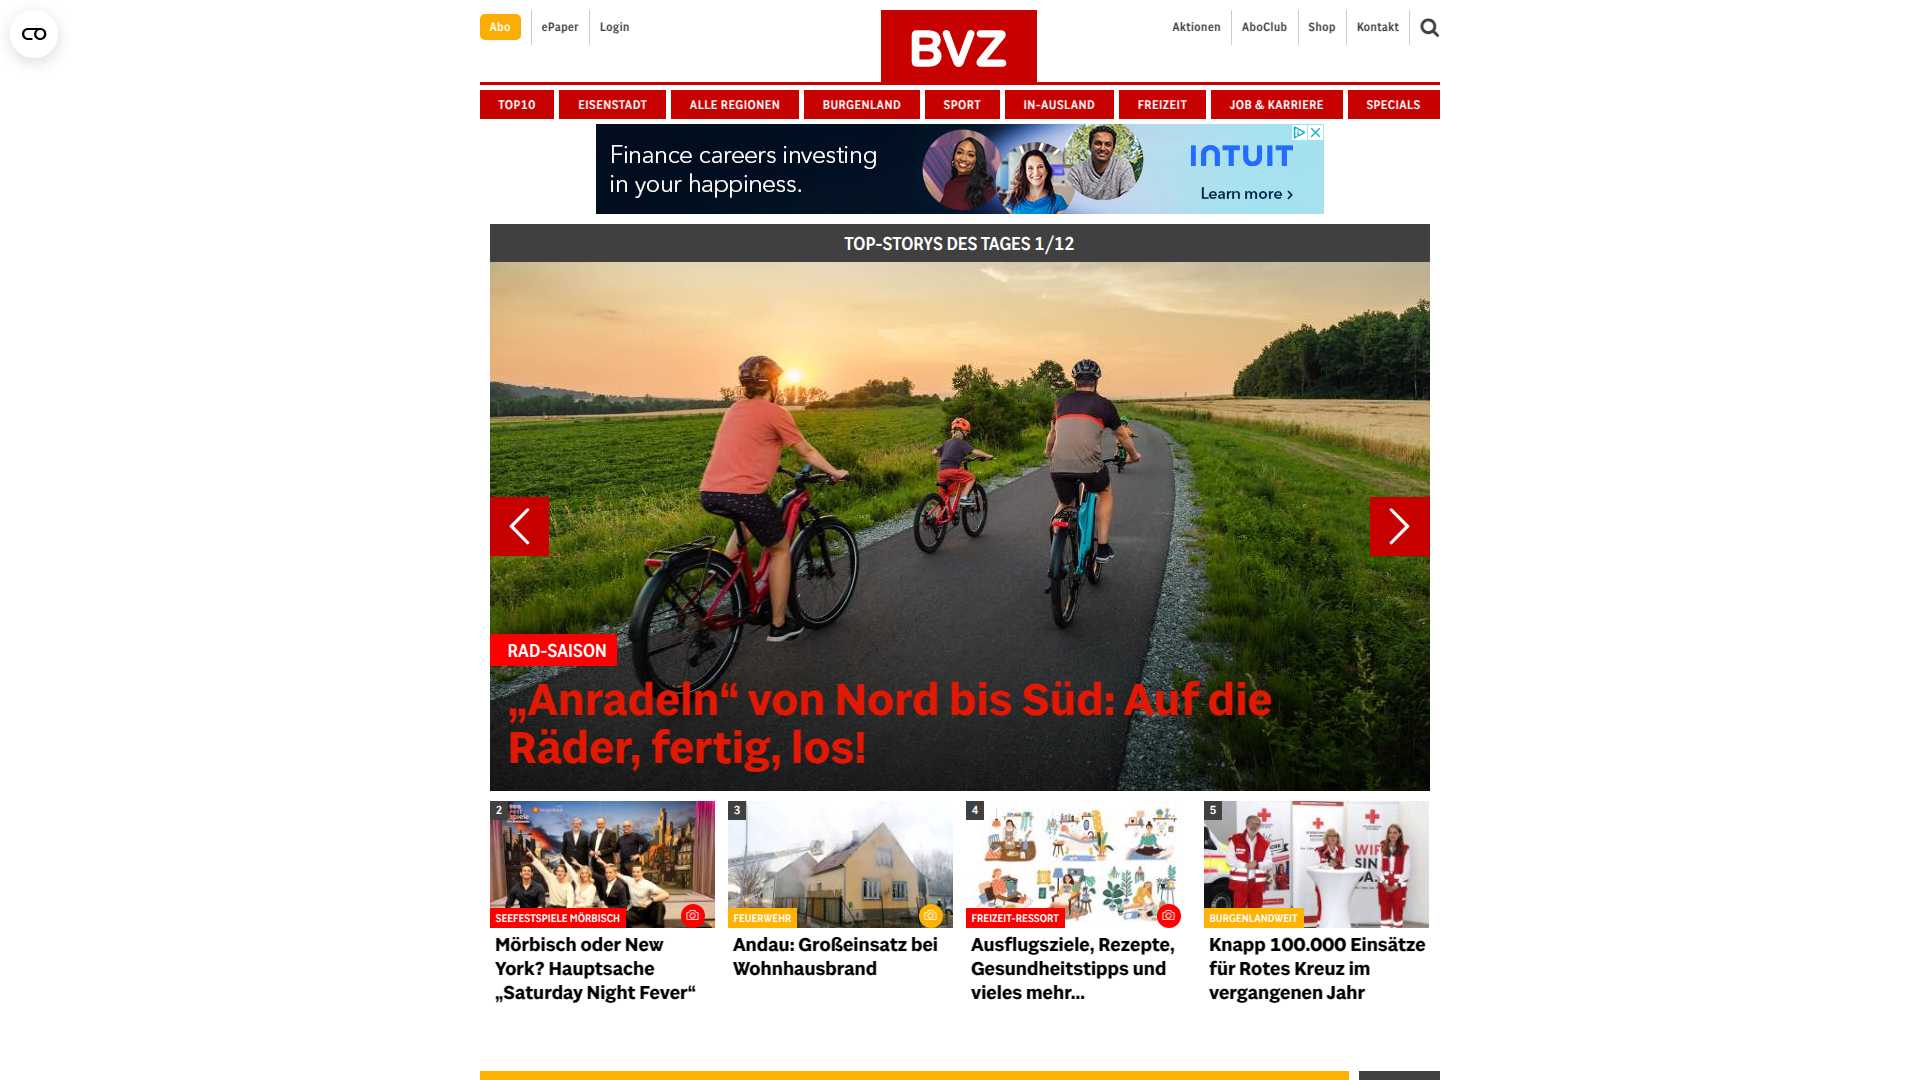 Abo
ePaper
Login
BVZ
Aktionen
AboClub
Shop
Kontakt
TOP10
EISENSTADT
ALLE REGIONEN
BURGENLAND
SPORT
IN-AUSLAND
FREIZEIT
JOB & KARRIERE
SPECIALS
Finance careers investing
in your happiness.
INTUIT
Learn more ›
TOP-STORYS DES TAGES 1/12
RAD-SAISON
„Anradeln“ von Nord bis Süd: Auf die
Räder, fertig, los!
2
SEEFESTSPIELE MÖRBISCH
Mörbisch oder New
York? Hauptsache
„Saturday Night Fever“
3
FEUERWEHR
Andau: Großeinsatz bei
Wohnhausbrand
4
FREIZEIT-RESSORT
Ausflugsziele, Rezepte,
Gesundheitstipps und
vieles mehr...
5
WIR
SIN
BURGENLANDWEIT
Knapp 100.000 Einsätze
für Rotes Kreuz im
vergangenen Jahr